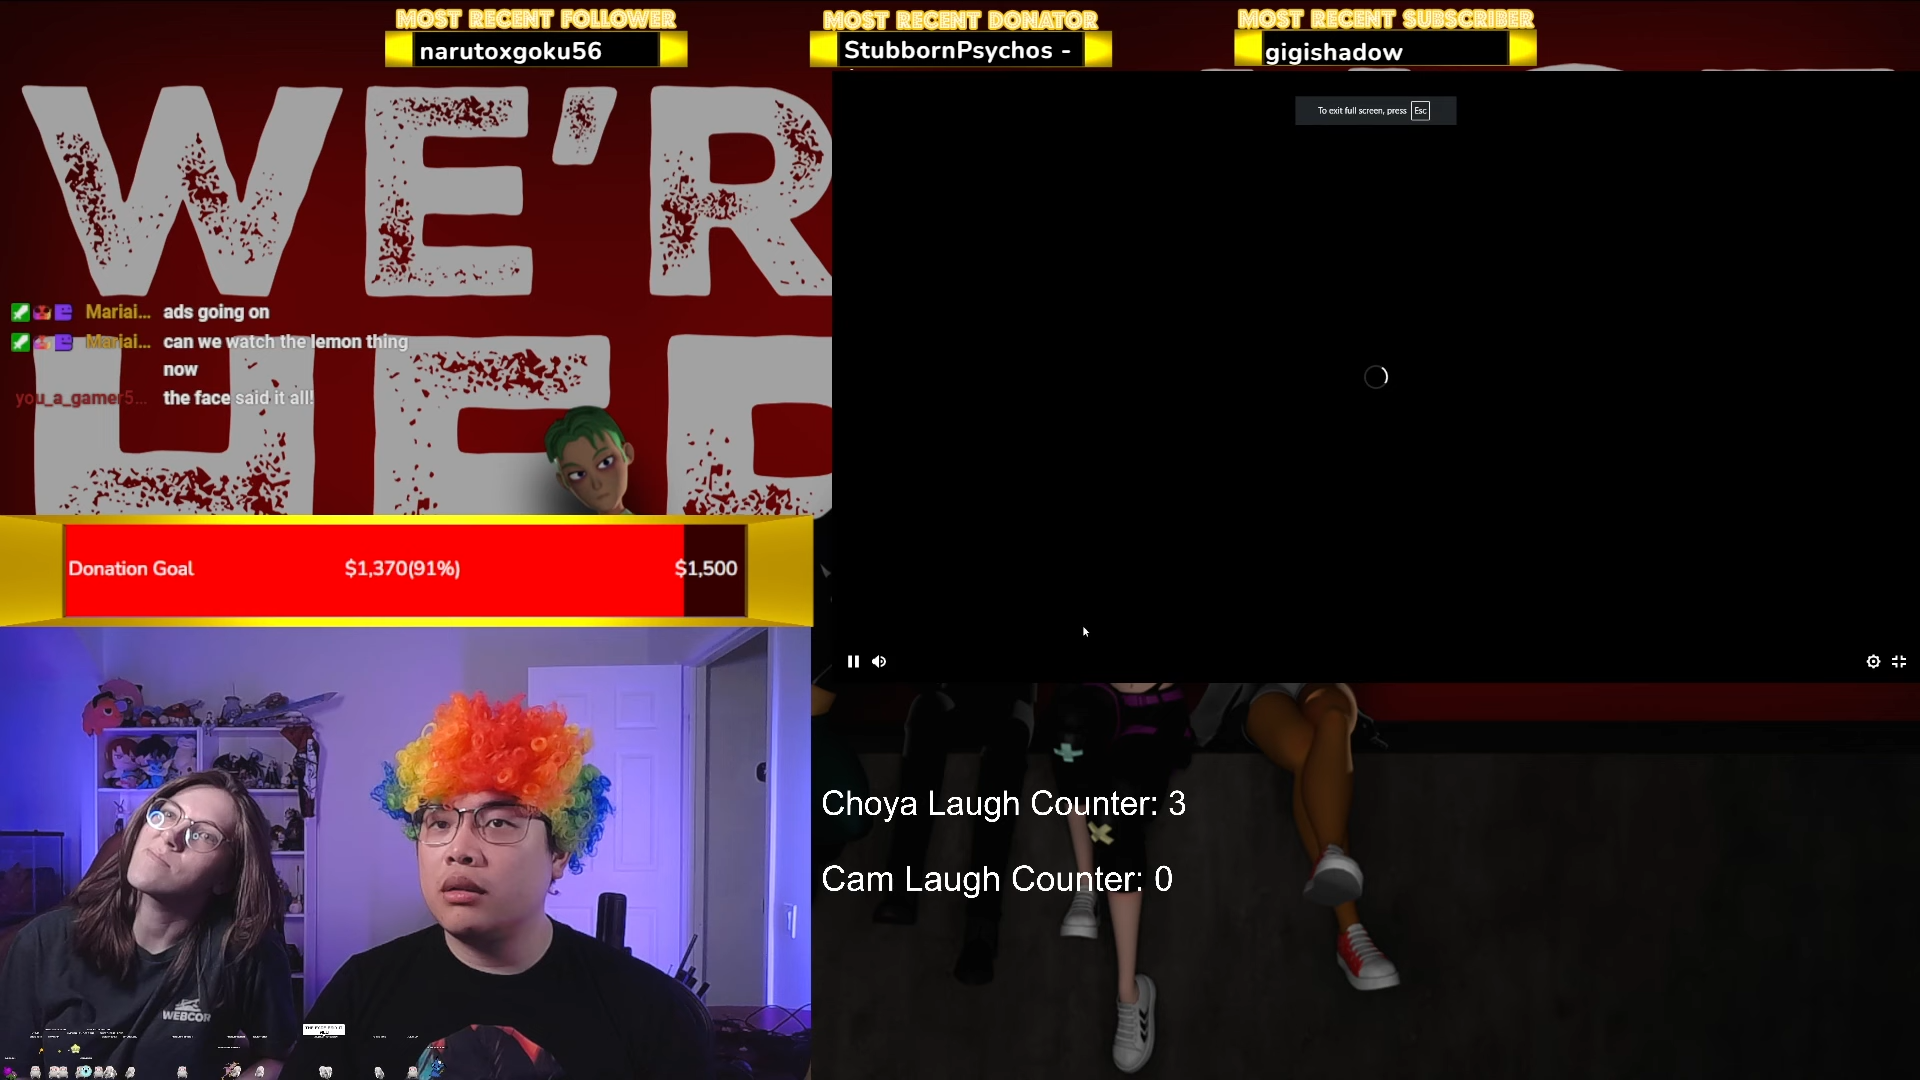 MOST RECENT FOLLOWER
narutoxgoku56
MOST RECENT DONATOR
StubbornPsychos -
MOST RECENT SUBSCRIBER
gigishadow
To exit full screen, press Esc
WE'R
HER
Mariai... ads going on
Mariai... can we watch the lemon thing
now
you_a_gamer5... the face said it all!
Donation Goal $1,370(91%) $1,500
Choya Laugh Counter: 3
Cam Laugh Counter: 0
WEBCOR